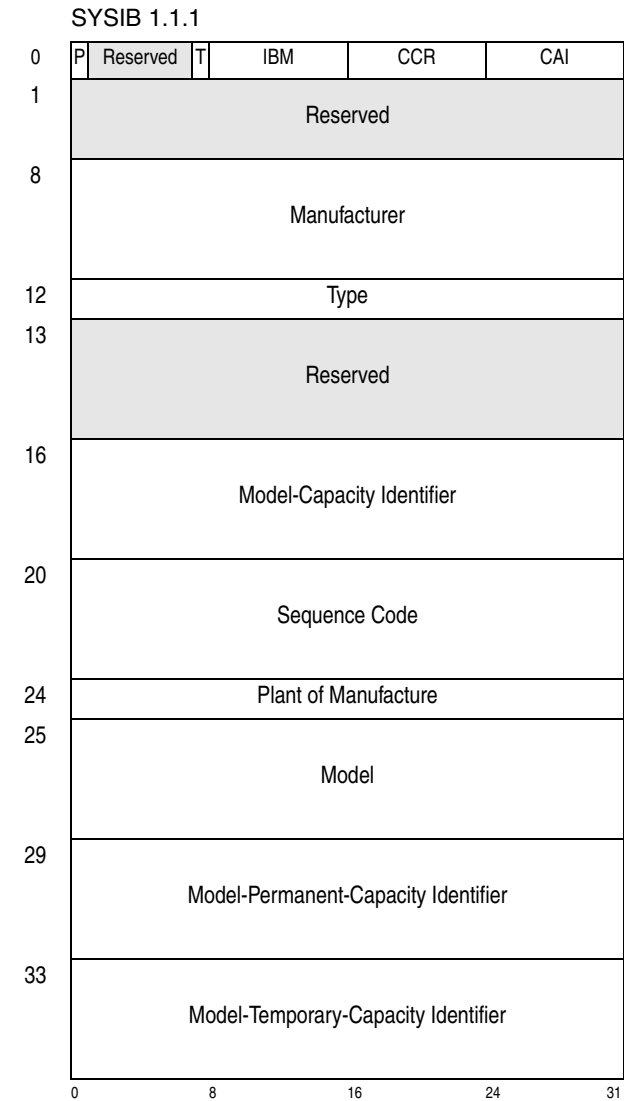 SYSIB 1.1.1
0 P Reserved T IBM CCR CAI
1 Reserved
8 Manufacturer
12 Type
13 Reserved
16 Model-Capacity Identifier
20 Sequence Code
24 Plant of Manufacture
25 Model
29 Model-Permanent-Capacity Identifier
33 Model-Temporary-Capacity Identifier
0 8 16 24 31